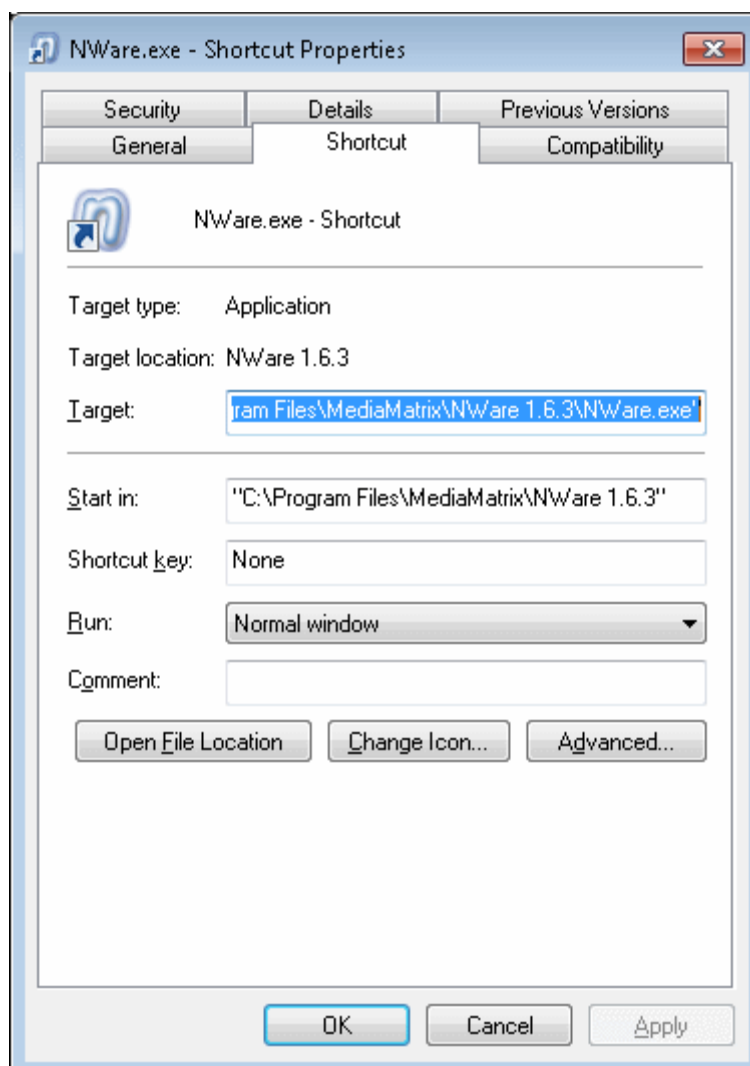 NWare.exe - Shortcut Properties
Security Details Previous Versions
General Shortcut Compatibility
NWare.exe - Shortcut
Target type: Application
Target location: NWare 1.6.3
Target: ram Files\MediaMatrix\NWare 1.6.3\NWare.exe"
Start in: "C:\Program Files\MediaMatrix\NWare 1.6.3"
Shortcut key: None
Run: Normal window
Comment:
Open File Location Change Icon... Advanced...
OK Cancel Apply